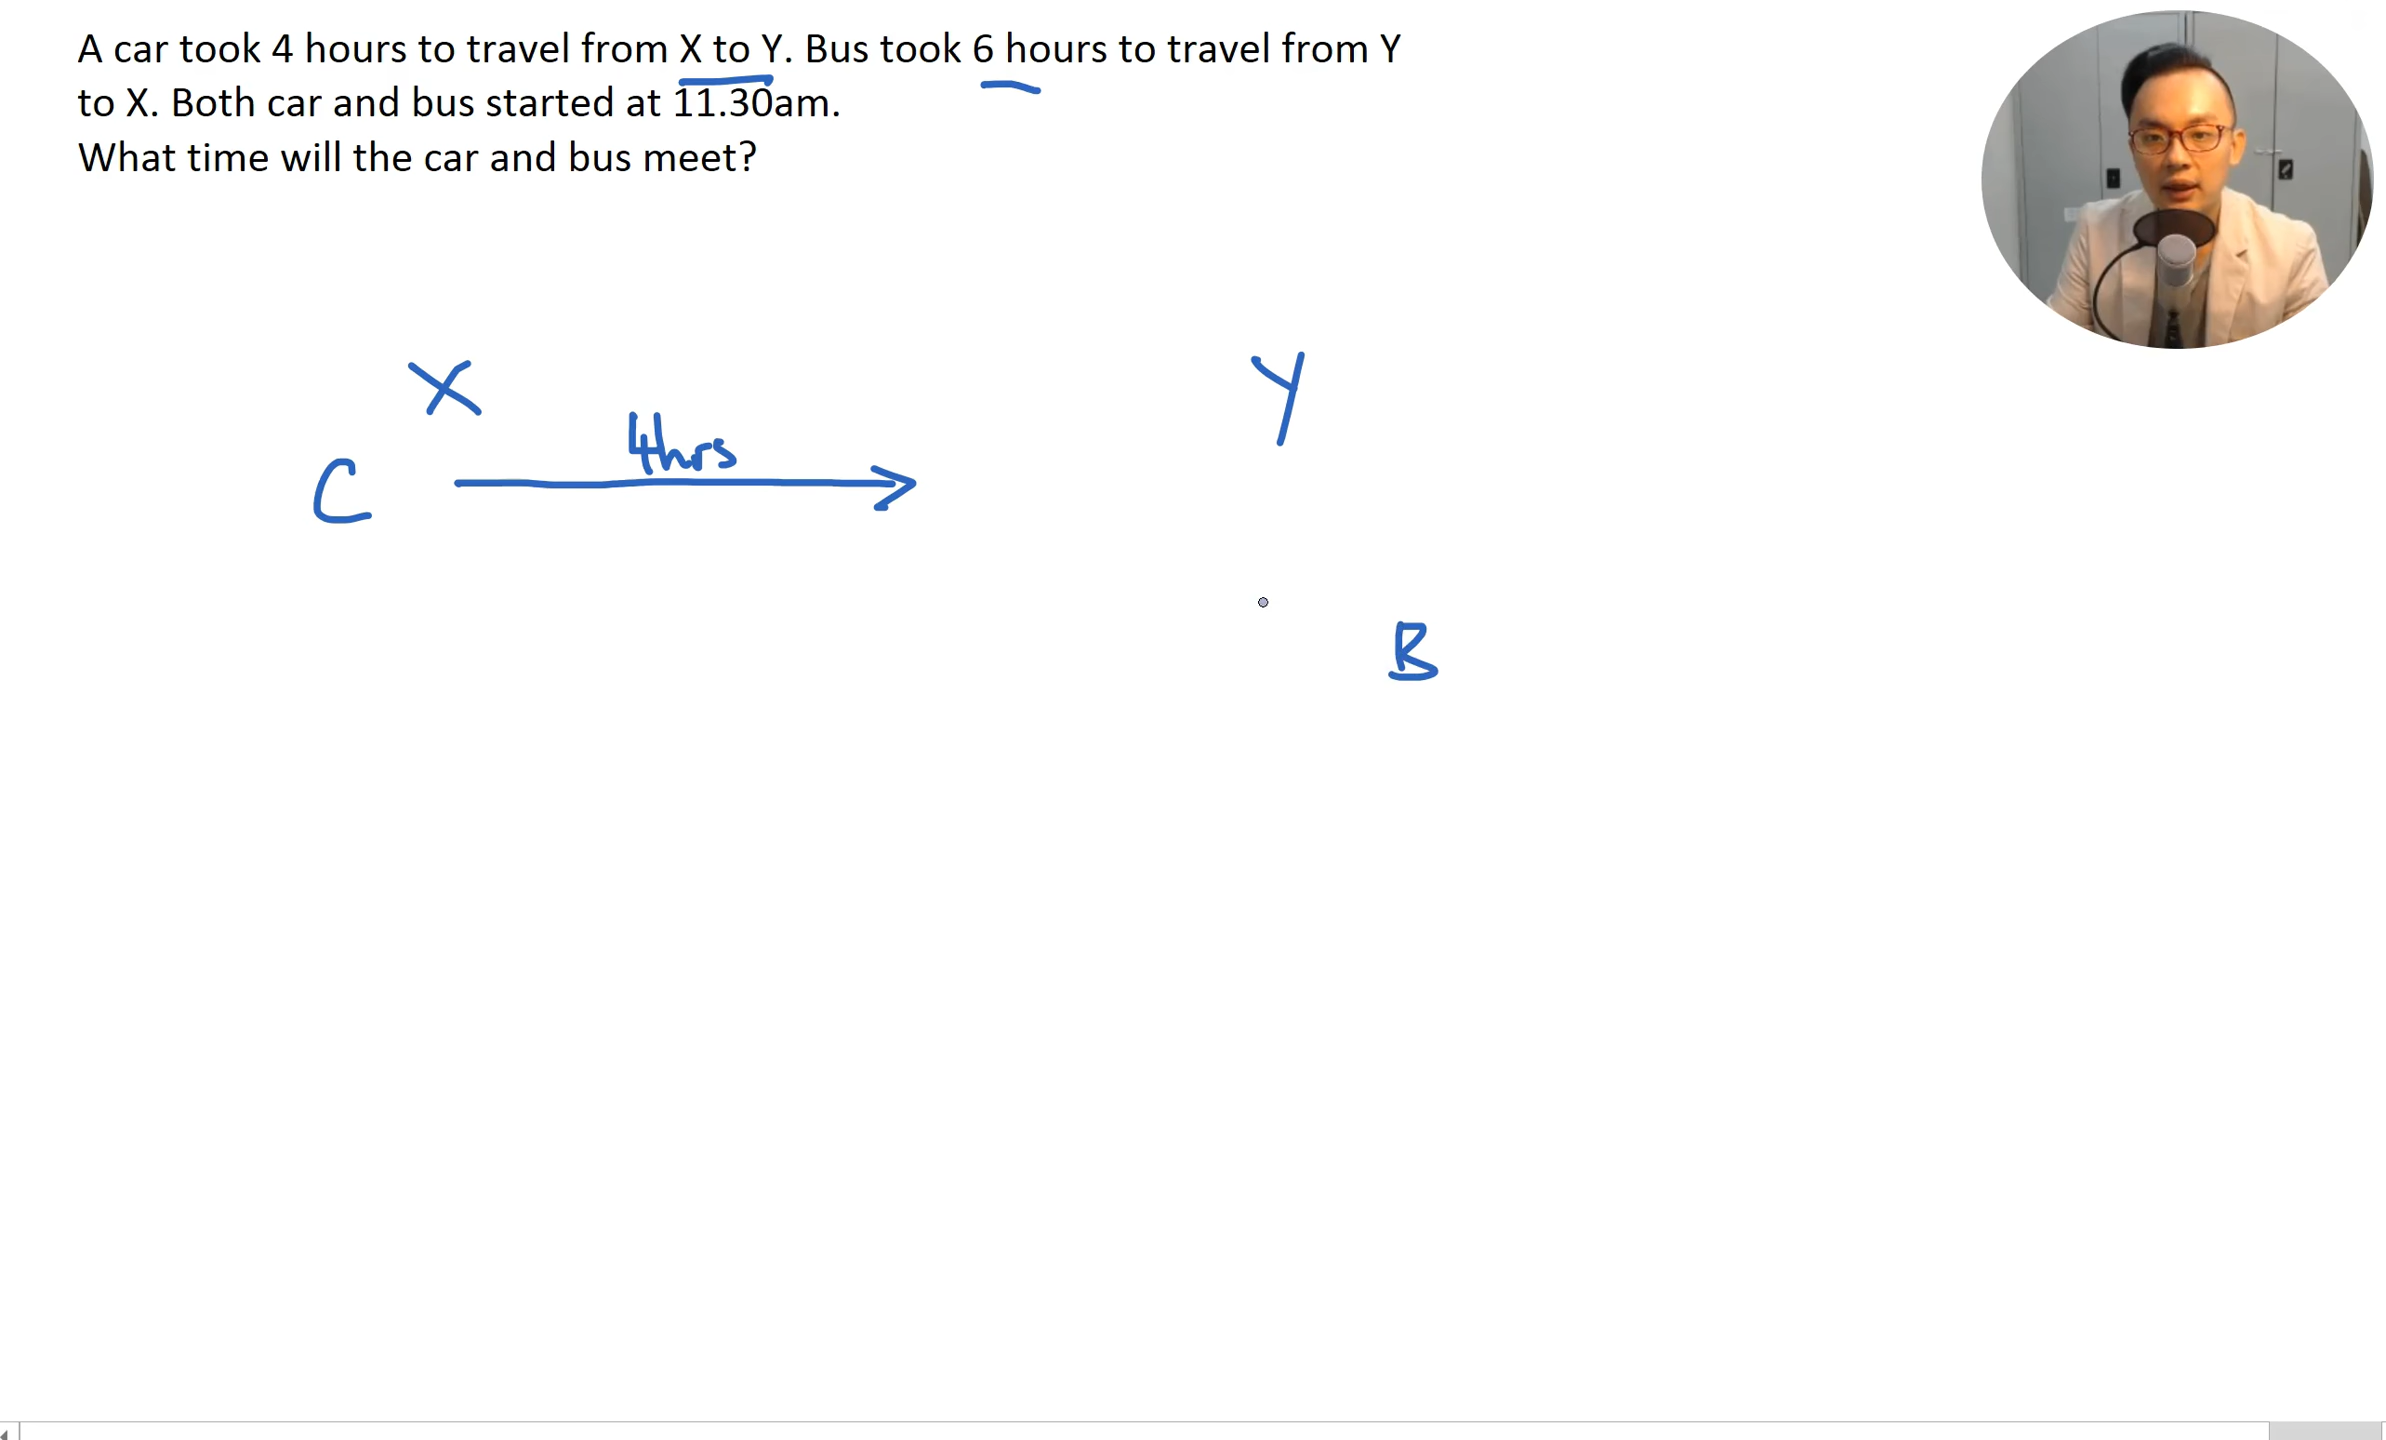 A car took 4 hours to travel from X to Y. Bus took 6 hours to travel from Y
to X. Both car and bus started at 11.30am.
What time will the car and bus meet?
X
Y
4hrs
C
B